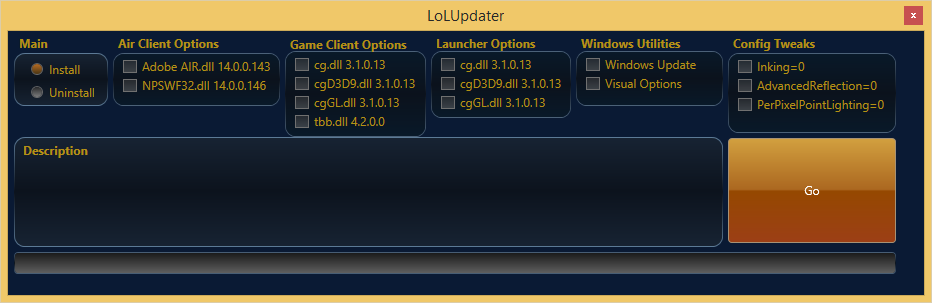 LoLUpdater
x
Main
Install
Uninstall
Air Client Options
Adobe AIR.dll 14.0.0.143
NPSWF32.dll 14.0.0.146
Game Client Options
cg.dll 3.1.0.13
cgD3D9.dll 3.1.0.13
cgGL.dll 3.1.0.13
tbb.dll 4.2.0.0
Launcher Options
cg.dll 3.1.0.13
cgD3D9.dll 3.1.0.13
cgGL.dll 3.1.0.13
Windows Utilities
Windows Update
Visual Options
Config Tweaks
Inking=0
AdvancedReflection=0
PerPixelPointLighting=0
Description
Go